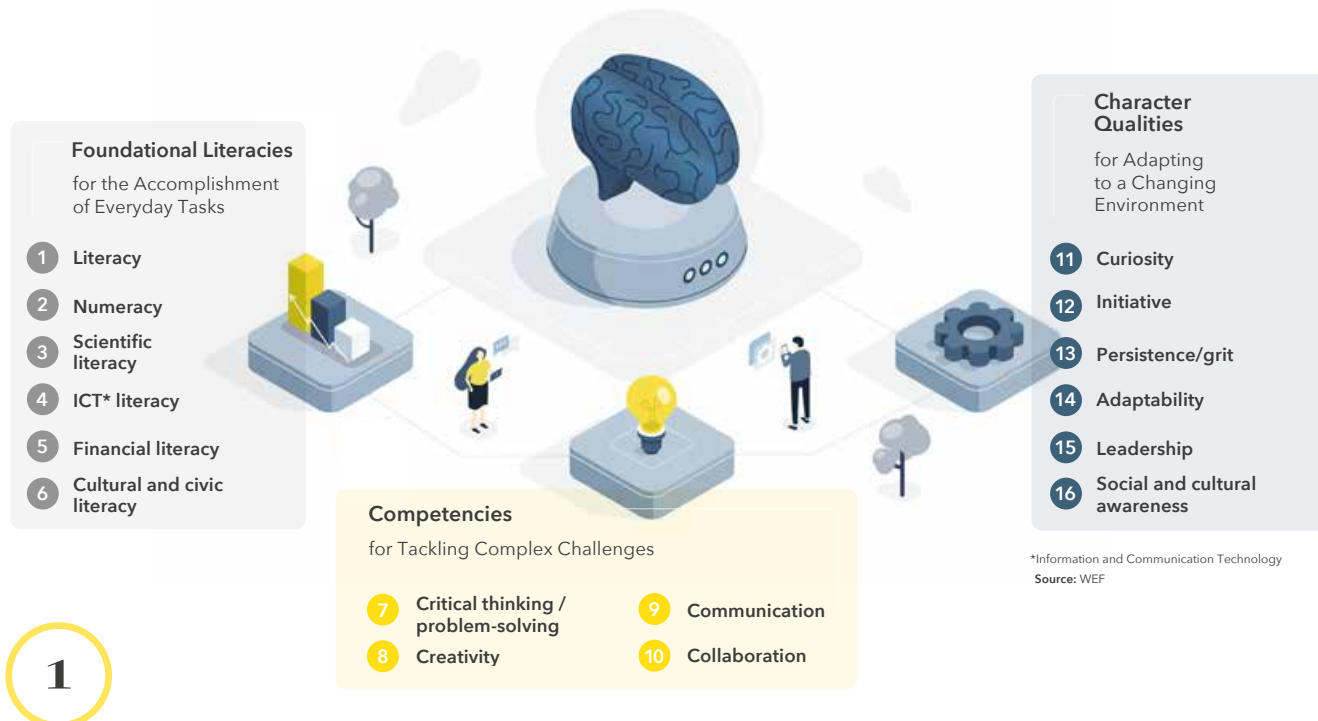 Foundational Literacies
for the Accomplishment
of Everyday Tasks
1 Literacy
2 Numeracy
3 Scientific
literacy
4 ICT* literacy
5 Financial literacy
6 Cultural and civic
literacy
Competencies
for Tackling Complex Challenges
7 Critical thinking /
problem-solving
8 Creativity
9 Communication
10 Collaboration
Character
Qualities
for Adapting
to a Changing
Environment
11 Curiosity
12 Initiative
13 Persistence/grit
14 Adaptability
15 Leadership
16 Social and cultural
awareness
*Information and Communication Technology
Source: WEF
1